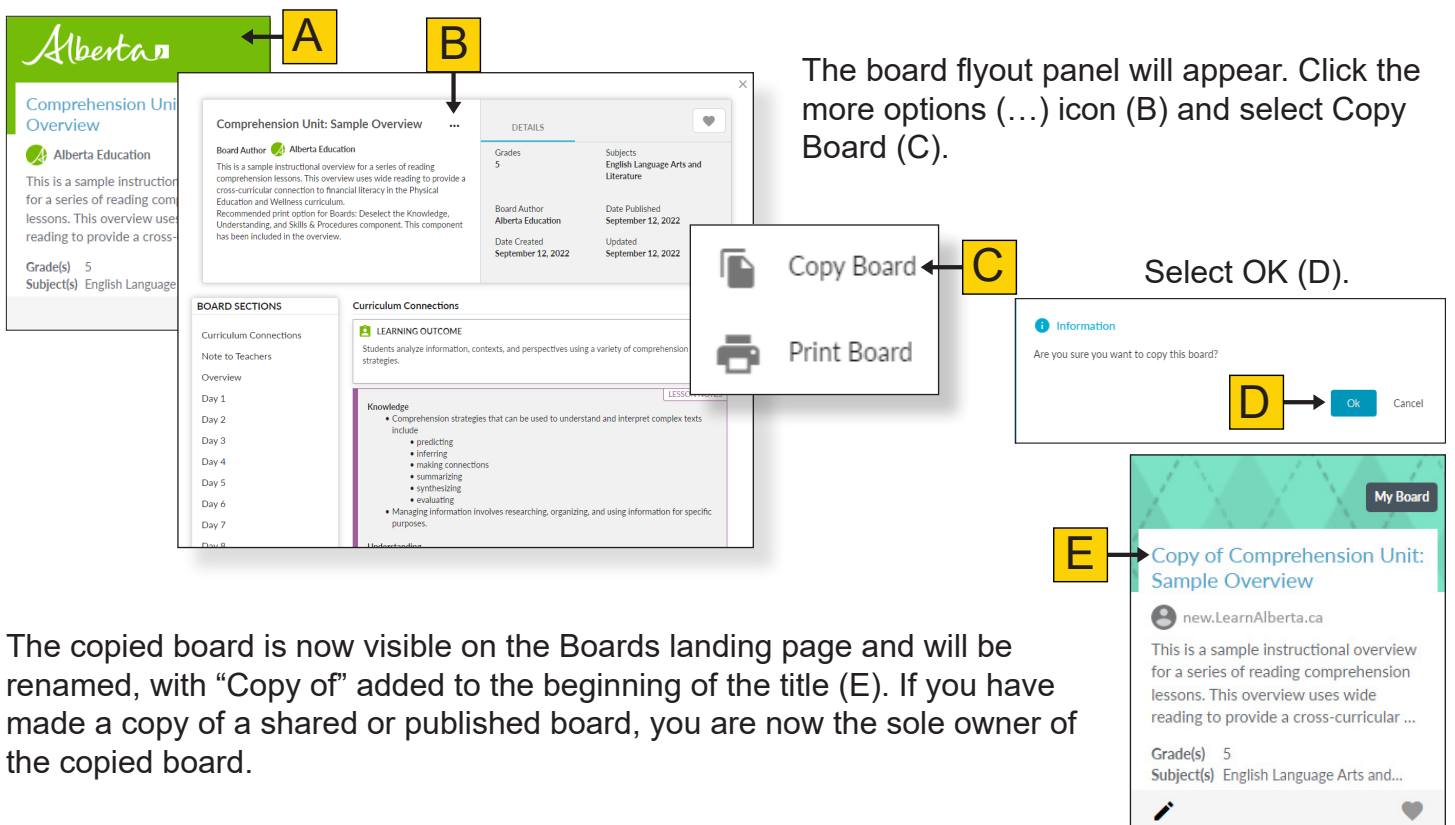 Alberta
A
B
Comprehension Uni
Overview
Alberta Education
This is a sample instruction
for a series of reading com
lessons. This overview uses
reading to provide a cross-
Grade(s) 5
Subject(s) English Language
×
Comprehension Unit: Sample Overview ...
Board Author Alberta Education
This is a sample instructional overview for a series of reading
comprehension lessons. This overview uses wide reading to provide a
cross-curricular connection to financial literacy in the Physical
Education and Wellness curriculum.
Recommended print option for Boards: Deselect the Knowledge,
Understanding, and Skills & Procedures component. This component
has been included in the overview.
DETAILS
Grades
5
Subjects
English Language Arts and
Literature
Board Author
Alberta Education
Date Published
September 12, 2022
Date Created
September 12, 2022
Updated
September 12, 2022
BOARD SECTIONS
Curriculum Connections
Note to Teachers
Overview
Day 1
Day 2
Day 3
Day 4
Day 5
Day 6
Day 7
Day 8
Curriculum Connections
LEARNING OUTCOME
Students analyze information, contexts, and perspectives using a variety of comprehension
strategies.
LESSON NOTES
Knowledge
• Comprehension strategies that can be used to understand and interpret complex texts
include
• predicting
• inferring
• making connections
• summarizing
• synthesizing
• evaluating
• Managing information involves researching, organizing, and using information for specific
purposes.
Understanding
The board flyout panel will appear. Click the
more options (…) icon (B) and select Copy
Board (C).
Copy Board
C
Print Board
Select OK (D).
Information
Are you sure you want to copy this board?
D
Ok Cancel
My Board
E
Copy of Comprehension Unit:
Sample Overview
new.LearnAlberta.ca
This is a sample instructional overview
for a series of reading comprehension
lessons. This overview uses wide
reading to provide a cross-curricular ...
Grade(s) 5
Subject(s) English Language Arts and...
The copied board is now visible on the Boards landing page and will be
renamed, with “Copy of” added to the beginning of the title (E). If you have
made a copy of a shared or published board, you are now the sole owner of
the copied board.